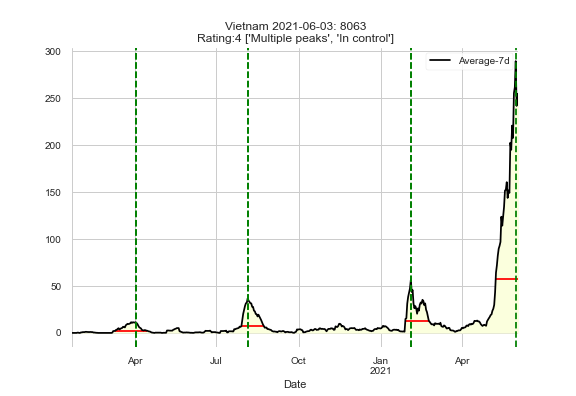 Vietnam 2021-06-03: 8063
Rating:4 ['Multiple peaks', 'In control']
300
250
200
150
100
50
0
Average-7d
Apr
Jul
Oct
Jan
2021
Apr
Date